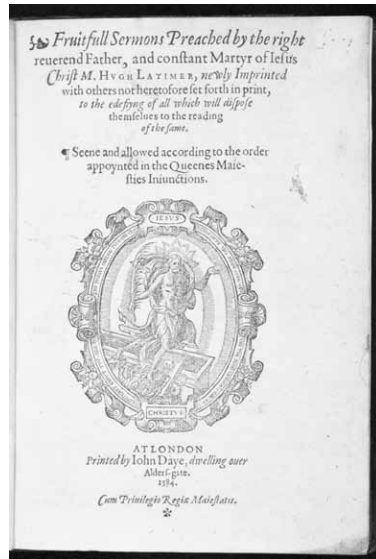 ❧ Fruitfull Sermons Preached by the right
reuerend Father, and constant Martyr of Iesus
Christ M. HVGH LATIMER, newly Imprinted
with others not heretofore set forth in print,
to the edefiyng of all which will dispose
themselues to the reading
of the same.
¶ Seene and allowed according to the order
appoynted in the Queenes Maie-
sties Iniunctions.
IESVS
CHRISTVS
AT LONDON
Printed by Iohn Daye, dwelling ouer
Aldersgate.
1584.
Cum Priuilegio Regiæ Maiestatis.